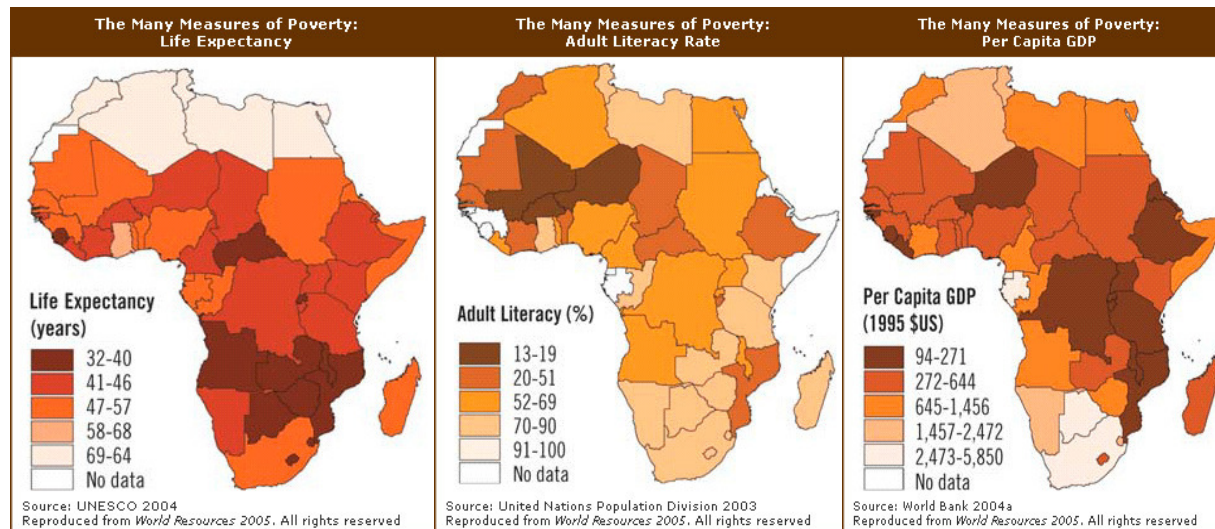 The Many Measures of Poverty:
Life Expectancy
Life Expectancy
(years)
32-40
41-46
47-57
58-68
69-64
No data
Source: UNESCO 2004
Reproduced from World Resources 2005. All rights reserved
The Many Measures of Poverty:
Adult Literacy Rate
Adult Literacy (%)
13-19
20-51
52-69
70-90
91-100
No data
Source: United Nations Population Division 2003
Reproduced from World Resources 2005. All rights reserved
The Many Measures of Poverty:
Per Capita GDP
Per Capita GDP
(1995 $US)
94-271
272-644
645-1,456
1,457-2,472
2,473-5,850
No data
Source: World Bank 2004a
Reproduced from World Resources 2005. All rights reserved